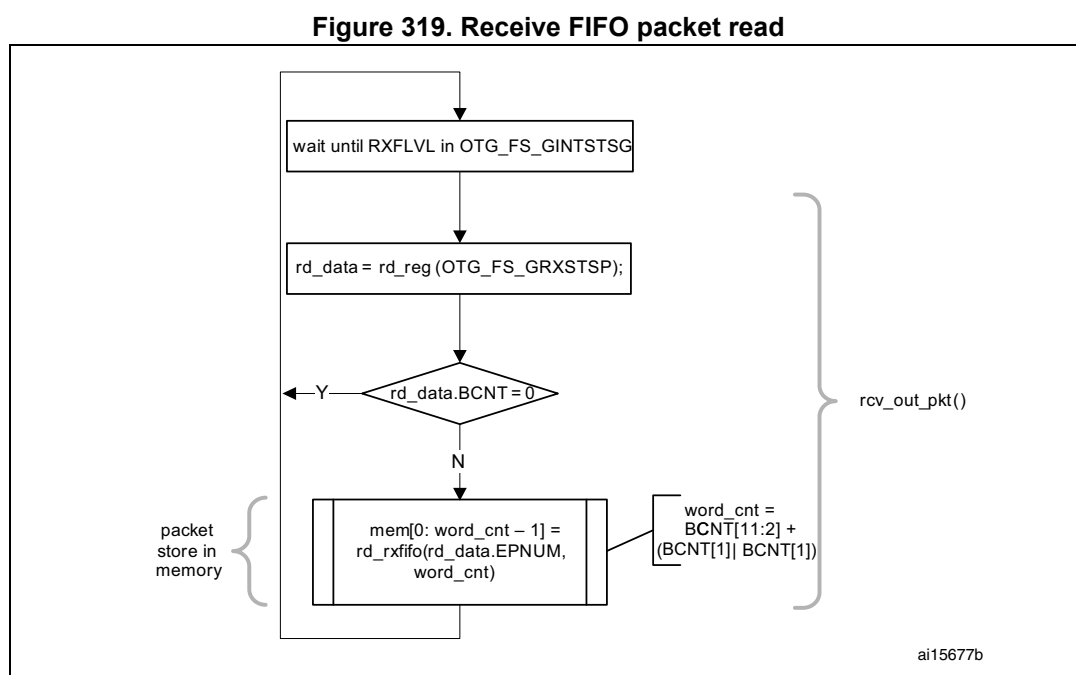 Figure 319. Receive FIFO packet read
wait until RXFLVL in OTG_FS_GINTSTSG
rd_data = rd_reg (OTG_FS_GRXSTSP);
rd_data.BCNT = 0
Y
rcv_out_pkt()
N
packet
store in
memory
mem[0: word_cnt – 1] =
rd_rxfifo(rd_data.EPNUM,
word_cnt)
word_cnt =
BCNT[11:2] +
(BCNT[1]| BCNT[1])
ai15677b